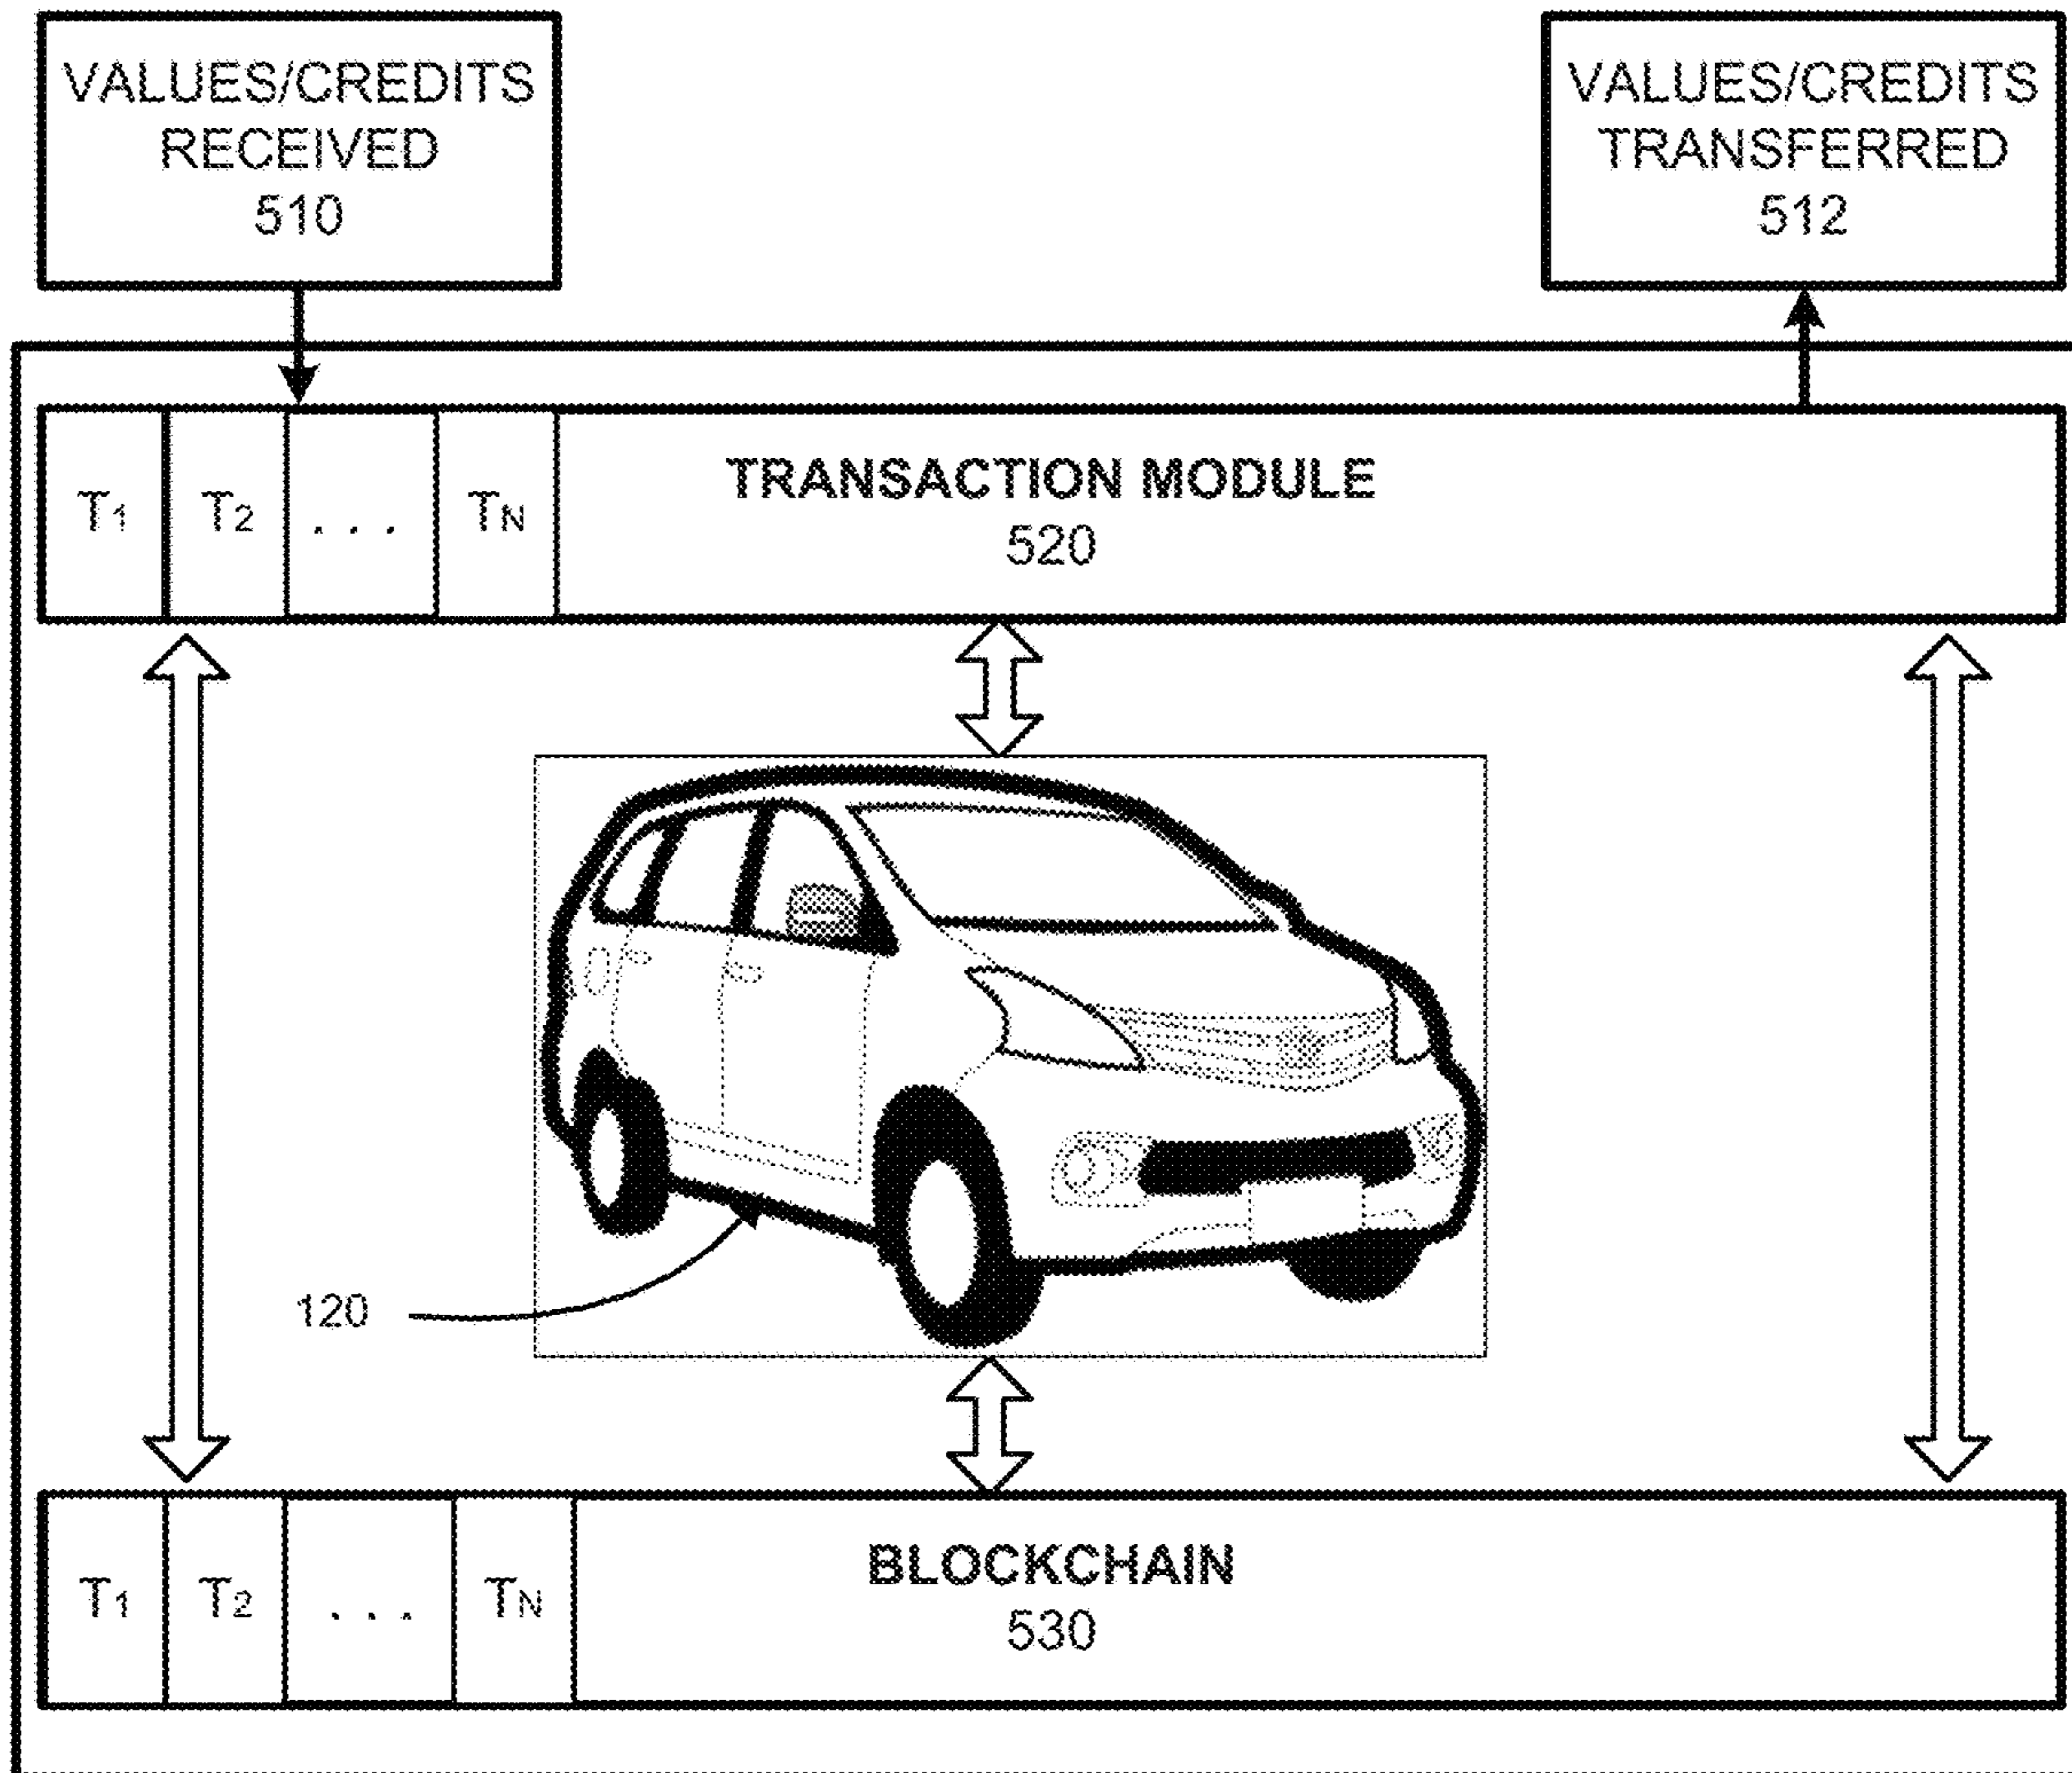 VALUES/CREDITS
RECEIVED
510
VALUES/CREDITS
TRANSFERRED
512
T1 T2 . . . TN
TRANSACTION MODULE
520
120
T1 T2 . . . TN
BLOCKCHAIN
530